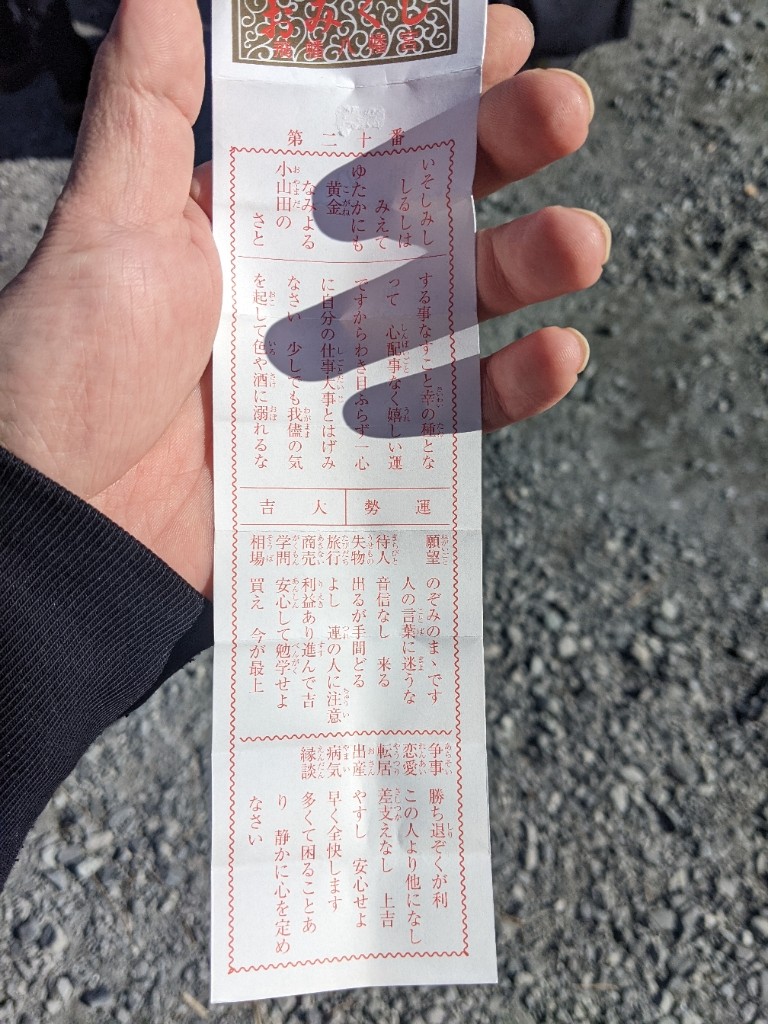 おみくじ
第二十番
いそしみし
しるしは
みえて
ゆたかにも
黄金
なみよる
小山田の
さと
する事なすこと幸の種とな
って 心配事なく嬉しい運
ですからわき目ふらず一心
に自分の仕事大事とはげみ
なさい 少しでも我儘の気
を起して色や酒に溺れるな
運勢 大吉
願望 のぞみのまゝです
人の言葉に迷うな
待人 音信なし 来る
失物 出るが手間どる
旅行 よし 連の人に注意
商売 利益あり進んで吉
学問 安心して勉学せよ
相場 買え 今が最上
争事 勝ち退ぞくが利
恋愛 この人より他になし
転居 差支えなし 上吉
出産 やすし 安心せよ
病気 早く全快します
縁談 多くて困ることあ
り 静かに心を定め
なさい